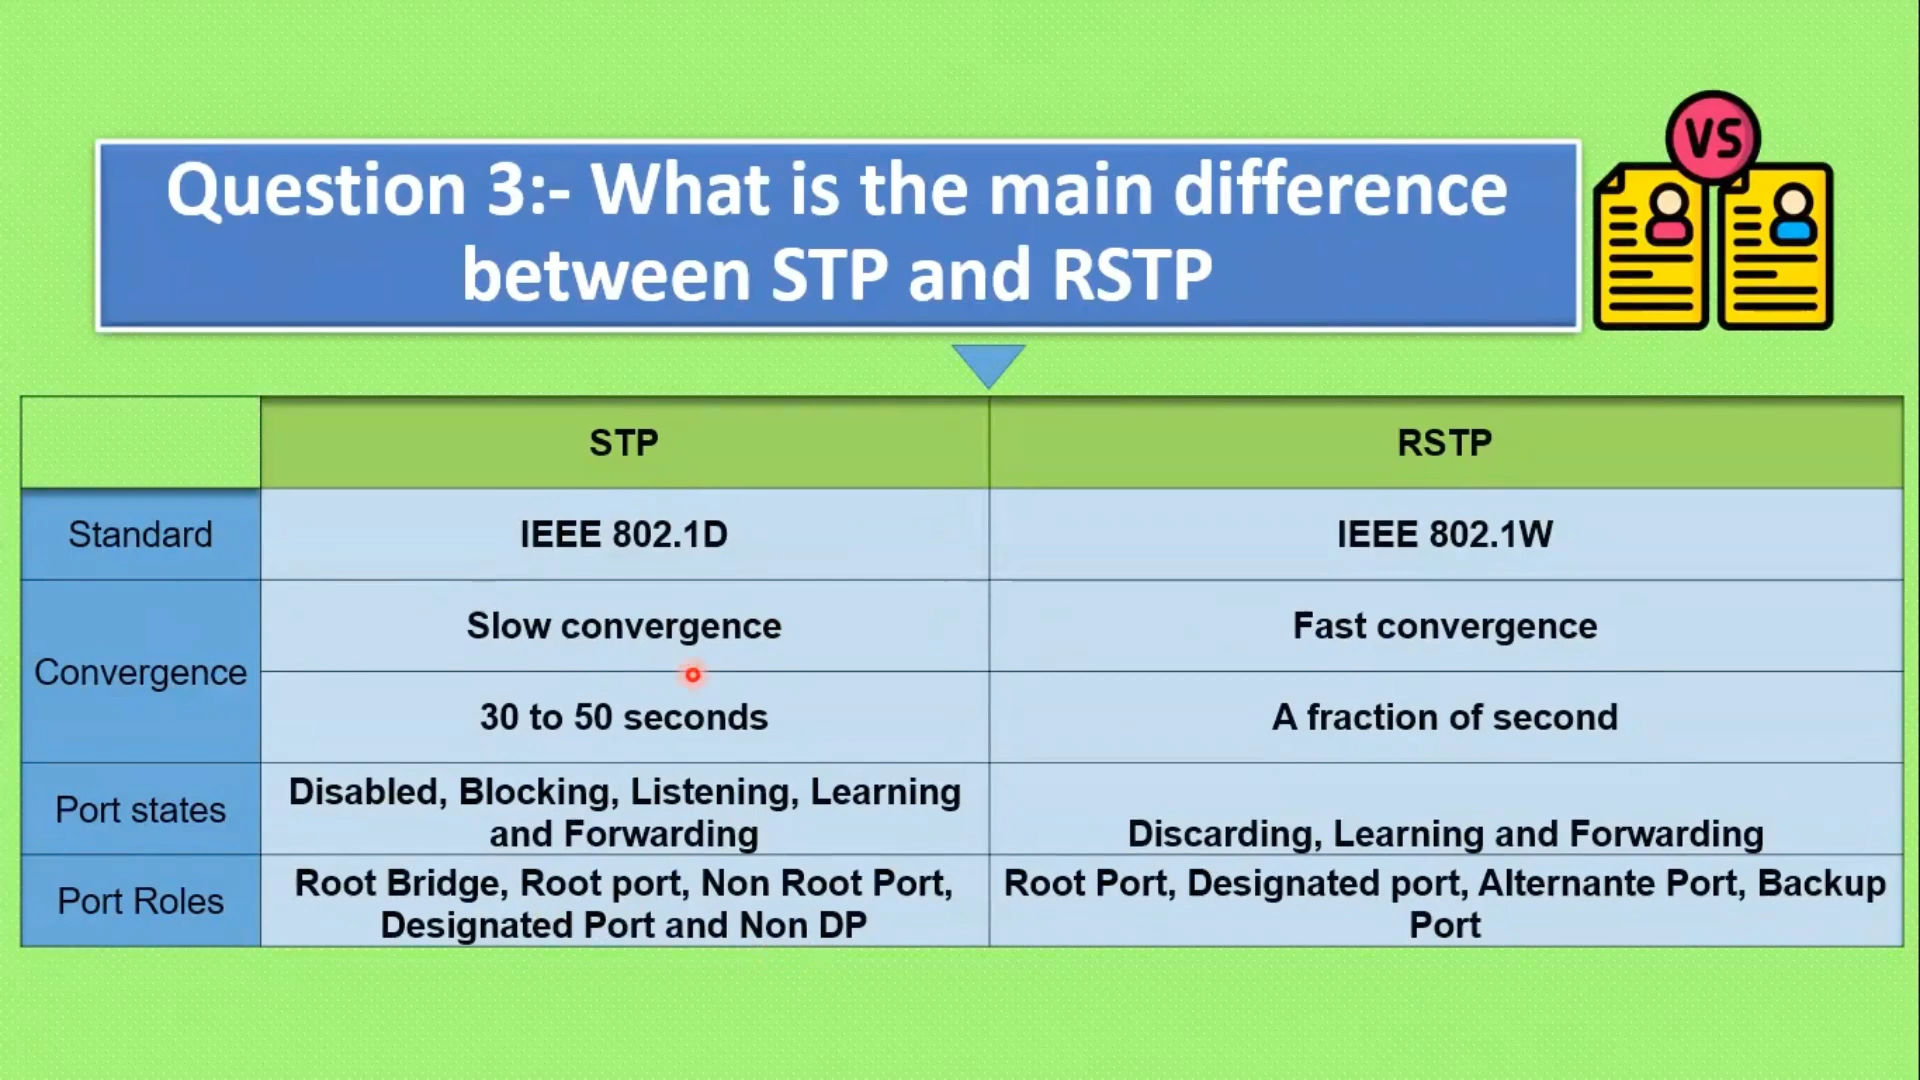 VS
Question 3:- What is the main difference
between STP and RSTP
STP
RSTP
Standard
IEEE 802.1D
IEEE 802.1W
Convergence
Slow convergence
Fast convergence
30 to 50 seconds
A fraction of second
Port states
Disabled, Blocking, Listening, Learning
and Forwarding
Discarding, Learning and Forwarding
Port Roles
Root Bridge, Root port, Non Root Port,
Designated Port and Non DP
Root Port, Designated port, Alternante Port, Backup
Port